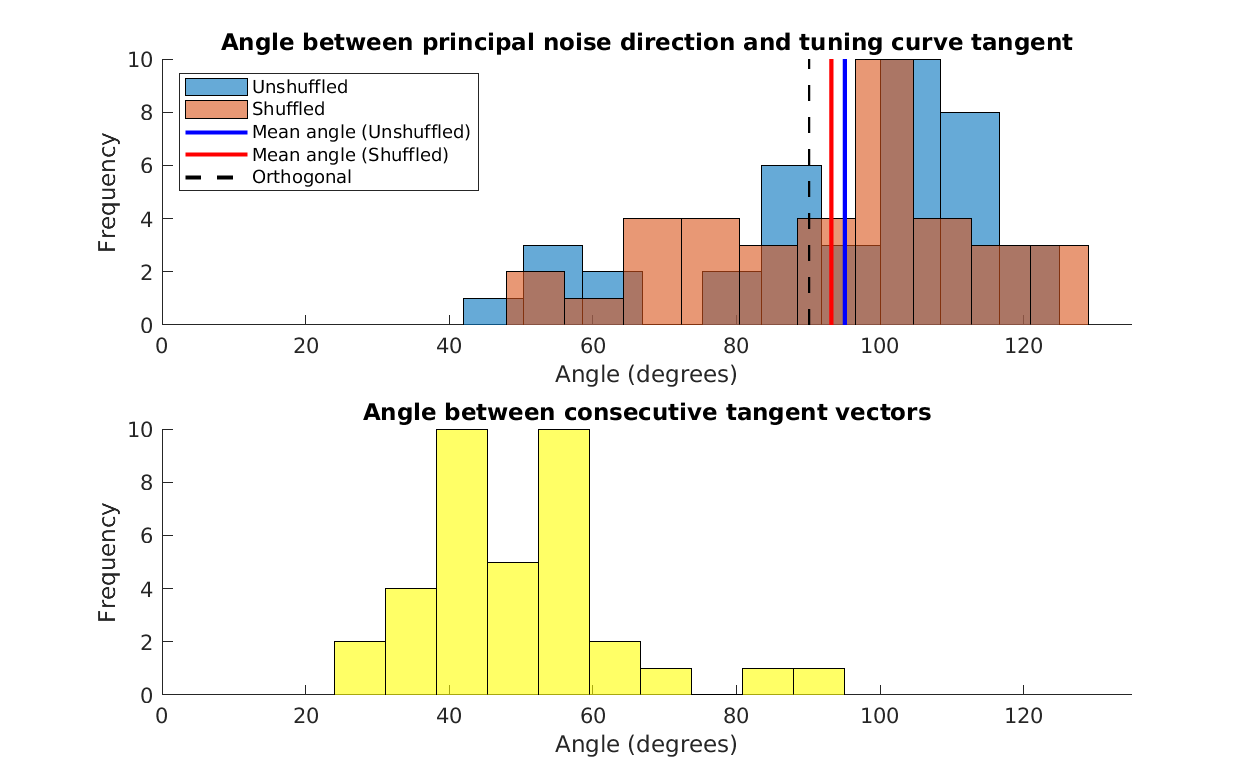 Angle between principal noise direction and tuning curve tangent
10
8
6
4
2
0
Frequency
Unshuffled
Shuffled
Mean angle (Unshuffled)
Mean angle (Shuffled)
Orthogonal
0 20 40 60 80 100 120
Angle (degrees)
Angle between consecutive tangent vectors
10
8
6
4
2
0
Frequency
0 20 40 60 80 100 120
Angle (degrees)